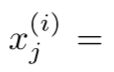 $x_j^{(i)} =$